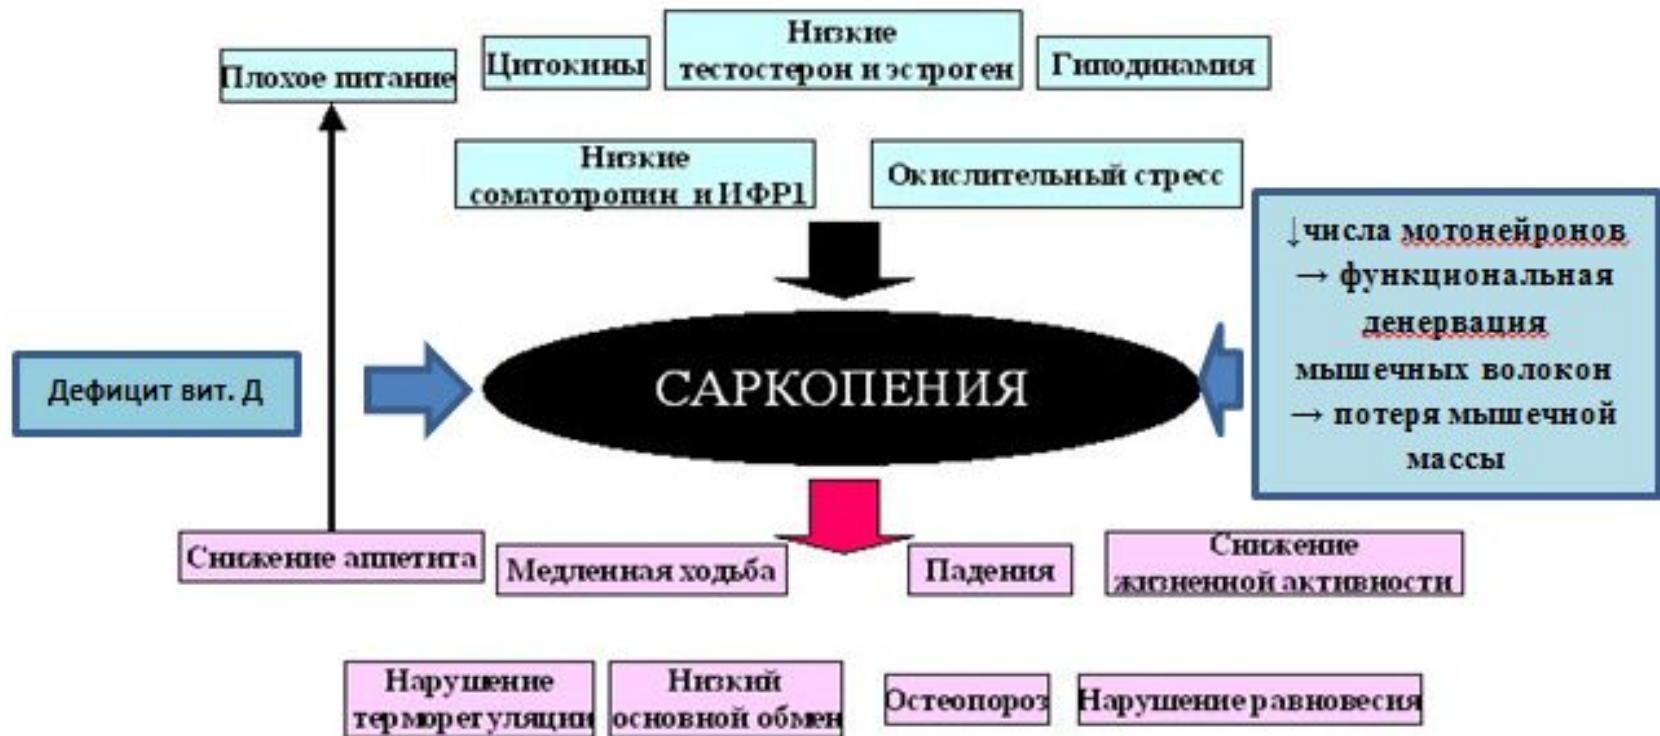 Плохое питание
Цитокины
Низкие
тестостерон и эстроген
Гиподинамия
Низкие
соматотропин и ИФР1
Окислительный стресс
↓числа мотонейронов
→ функциональная
денервация
мышечных волокон
→ потеря мышечной
массы
Дефицит вит. Д
САРКОПЕНИЯ
Снижение аппетита
Медленная ходьба
Падения
Снижение
жизненной активности
Нарушение
терморегуляции
Низкий
основной обмен
Остеопороз
Нарушение равновесия